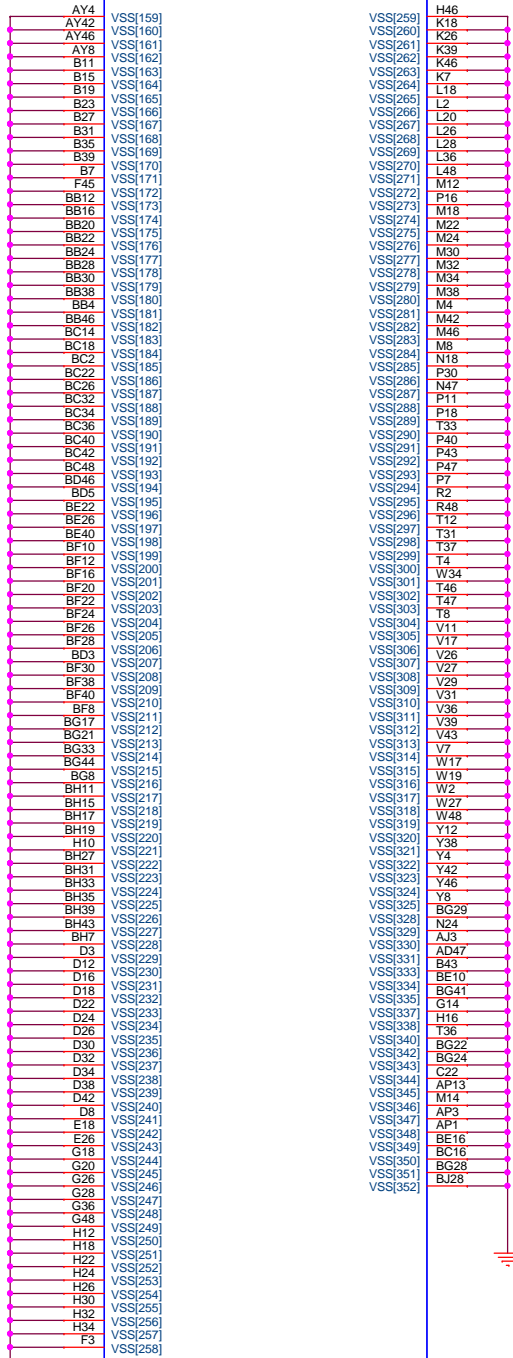 AY4 VSS[159]
AY42 VSS[160]
AY46 VSS[161]
AY8 VSS[162]
B11 VSS[163]
B15 VSS[164]
B19 VSS[165]
B23 VSS[166]
B27 VSS[167]
B31 VSS[168]
B35 VSS[169]
B39 VSS[170]
B7 VSS[171]
F45 VSS[172]
BB12 VSS[173]
BB16 VSS[174]
BB20 VSS[175]
BB22 VSS[176]
BB24 VSS[177]
BB28 VSS[178]
BB30 VSS[179]
BB38 VSS[180]
BB4 VSS[181]
BB46 VSS[182]
BC14 VSS[183]
BC18 VSS[184]
BC2 VSS[185]
BC22 VSS[186]
BC26 VSS[187]
BC32 VSS[188]
BC34 VSS[189]
BC36 VSS[190]
BC40 VSS[191]
BC42 VSS[192]
BC48 VSS[193]
BD46 VSS[194]
BD5 VSS[195]
BE22 VSS[196]
BE26 VSS[197]
BE40 VSS[198]
BF10 VSS[199]
BF12 VSS[200]
BF16 VSS[201]
BF20 VSS[202]
BF22 VSS[203]
BF24 VSS[204]
BF26 VSS[205]
BF28 VSS[206]
BD3 VSS[207]
BF30 VSS[208]
BF38 VSS[209]
BF40 VSS[210]
BF8 VSS[211]
BG17 VSS[212]
BG21 VSS[213]
BG33 VSS[214]
BG44 VSS[215]
BG8 VSS[216]
BH11 VSS[217]
BH15 VSS[218]
BH17 VSS[219]
BH19 VSS[220]
H10 VSS[221]
BH27 VSS[222]
BH31 VSS[223]
BH33 VSS[224]
BH35 VSS[225]
BH39 VSS[226]
BH43 VSS[227]
BH7 VSS[228]
D3 VSS[229]
D12 VSS[230]
D16 VSS[231]
D18 VSS[232]
D22 VSS[233]
D24 VSS[234]
D26 VSS[235]
D30 VSS[236]
D32 VSS[237]
D34 VSS[238]
D38 VSS[239]
D42 VSS[240]
D8 VSS[241]
E18 VSS[242]
E26 VSS[243]
G18 VSS[244]
G20 VSS[245]
G26 VSS[246]
G28 VSS[247]
G36 VSS[248]
G48 VSS[249]
H12 VSS[250]
H18 VSS[251]
H22 VSS[252]
H24 VSS[253]
H26 VSS[254]
H30 VSS[255]
H32 VSS[256]
H34 VSS[257]
F3 VSS[258]
VSS[259] H46
VSS[260] K18
VSS[261] K26
VSS[262] K39
VSS[263] K46
VSS[264] K7
VSS[265] L18
VSS[266] L2
VSS[267] L20
VSS[268] L26
VSS[269] L28
VSS[270] L36
VSS[271] L48
VSS[272] M12
VSS[273] P16
VSS[274] M18
VSS[275] M22
VSS[276] M24
VSS[277] M30
VSS[278] M32
VSS[279] M34
VSS[280] M38
VSS[281] M4
VSS[282] M42
VSS[283] M46
VSS[284] M8
VSS[285] N18
VSS[286] P30
VSS[287] N47
VSS[288] P11
VSS[289] P18
VSS[290] T33
VSS[291] P40
VSS[292] P43
VSS[293] P47
VSS[294] P7
VSS[295] R2
VSS[296] R48
VSS[297] T12
VSS[298] T31
VSS[299] T37
VSS[300] T4
VSS[301] W34
VSS[302] T46
VSS[303] T47
VSS[304] T8
VSS[305] V11
VSS[306] V17
VSS[307] V26
VSS[308] V27
VSS[309] V29
VSS[310] V31
VSS[311] V36
VSS[312] V39
VSS[313] V43
VSS[314] V7
VSS[315] W17
VSS[316] W19
VSS[317] W2
VSS[318] W27
VSS[319] W48
VSS[320] Y12
VSS[321] Y38
VSS[322] Y4
VSS[323] Y42
VSS[324] Y46
VSS[325] Y8
VSS[328] BG29
VSS[329] N24
VSS[330] AJ3
VSS[331] AD47
VSS[333] B43
VSS[334] BE10
VSS[335] BG41
VSS[337] G14
VSS[338] H16
VSS[340] T36
VSS[342] BG22
VSS[343] BG24
VSS[344] C22
VSS[345] AP13
VSS[346] M14
VSS[347] AP3
VSS[348] AP1
VSS[349] BE16
VSS[350] BC16
VSS[351] BG28
VSS[352] BJ28